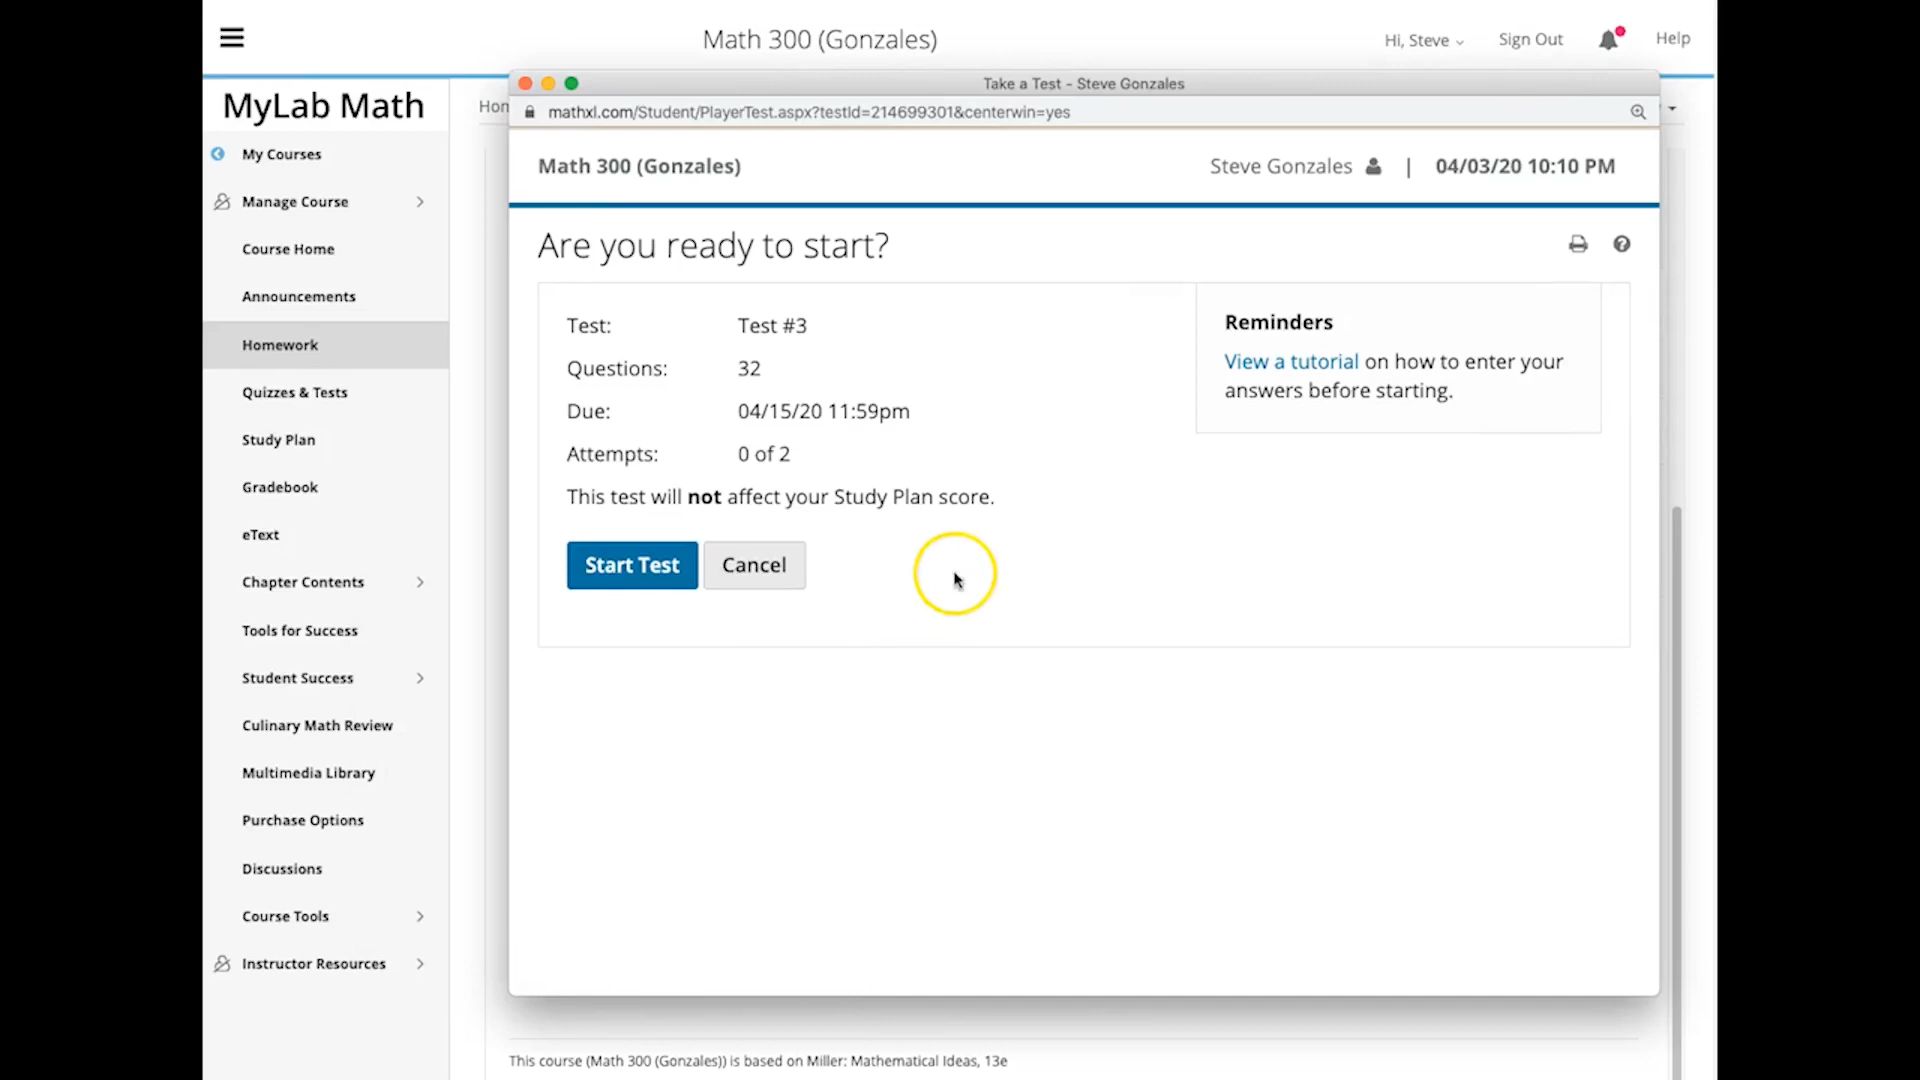 Math 300 (Gonzales)
Hi, Steve
Sign Out
Help
MyLab Math
My Courses
Manage Course
Course Home
Announcements
Homework
Quizzes & Tests
Study Plan
Gradebook
eText
Chapter Contents
Tools for Success
Student Success
Culinary Math Review
Multimedia Library
Purchase Options
Discussions
Course Tools
Instructor Resources
Take a Test - Steve Gonzales
mathxl.com/Student/PlayerTest.aspx?testId=214699301&centerwin=yes
Math 300 (Gonzales)
Steve Gonzales | 04/03/20 10:10 PM
Are you ready to start?
Test: Test #3
Questions: 32
Due: 04/15/20 11:59pm
Attempts: 0 of 2
This test will not affect your Study Plan score.
Start Test
Cancel
Reminders
View a tutorial on how to enter your
answers before starting.
This course (Math 300 (Gonzales)) is based on Miller: Mathematical Ideas, 13e